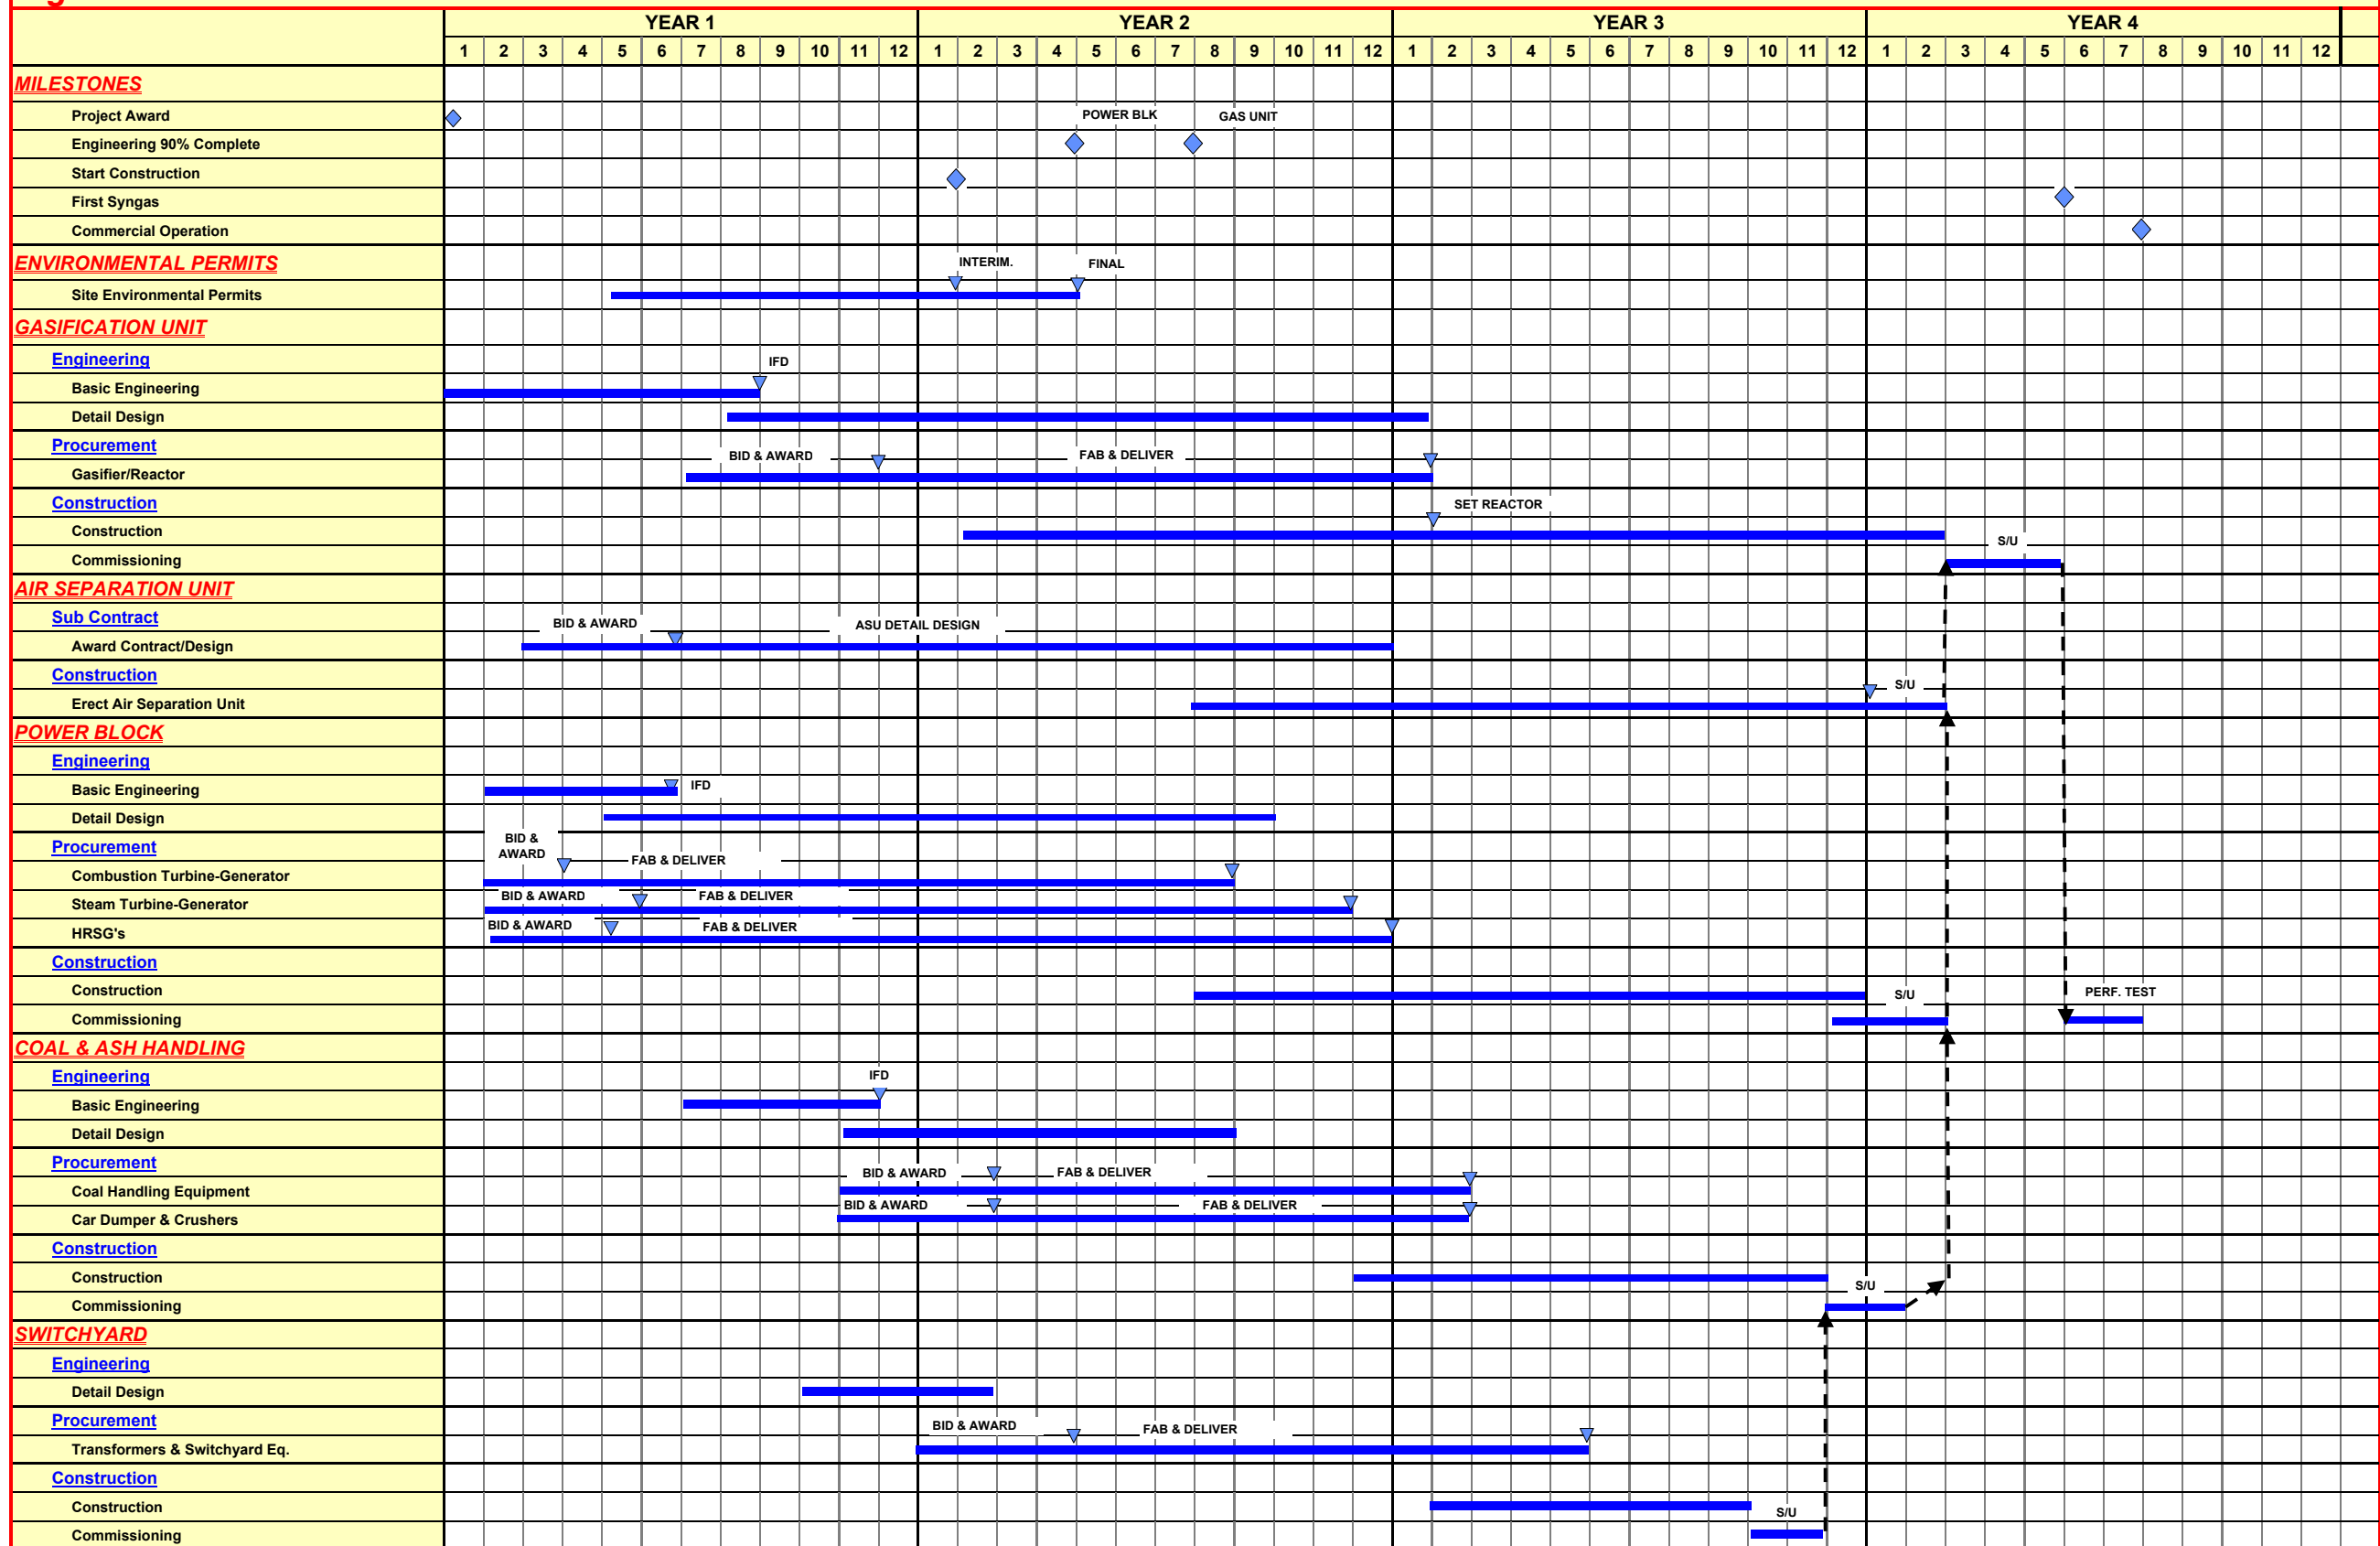 YEAR 1 YEAR 2 YEAR 3 YEAR 4
1 2 3 4 5 6 7 8 9 10 11 12 1 2 3 4 5 6 7 8 9 10 11 12 1 2 3 4 5 6 7 8 9 10 11 12 1 2 3 4 5 6 7 8 9 10 11 12
MILESTONES
Project Award POWER BLK GAS UNIT
Engineering 90% Complete
Start Construction
First Syngas
Commercial Operation
ENVIRONMENTAL PERMITS INTERIM. FINAL
Site Environmental Permits
GASIFICATION UNIT
Engineering IFD
Basic Engineering
Detail Design
Procurement BID & AWARD FAB & DELIVER
Gasifier/Reactor
Construction SET REACTOR
Construction S/U
Commissioning
AIR SEPARATION UNIT
Sub Contract BID & AWARD ASU DETAIL DESIGN
Award Contract/Design
Construction S/U
Erect Air Separation Unit
POWER BLOCK
Engineering
Basic Engineering IFD
Detail Design
Procurement BID &
AWARD FAB & DELIVER
Combustion Turbine-Generator
Steam Turbine-Generator BID & AWARD FAB & DELIVER
HRSG's BID & AWARD FAB & DELIVER
Construction
Construction S/U PERF. TEST
Commissioning
COAL & ASH HANDLING
Engineering IFD
Basic Engineering
Detail Design
Procurement BID & AWARD FAB & DELIVER
Coal Handling Equipment
Car Dumper & Crushers BID & AWARD FAB & DELIVER
Construction
Construction S/U
Commissioning
SWITCHYARD
Engineering
Detail Design
Procurement BID & AWARD FAB & DELIVER
Transformers & Switchyard Eq.
Construction
Construction S/U
Commissioning